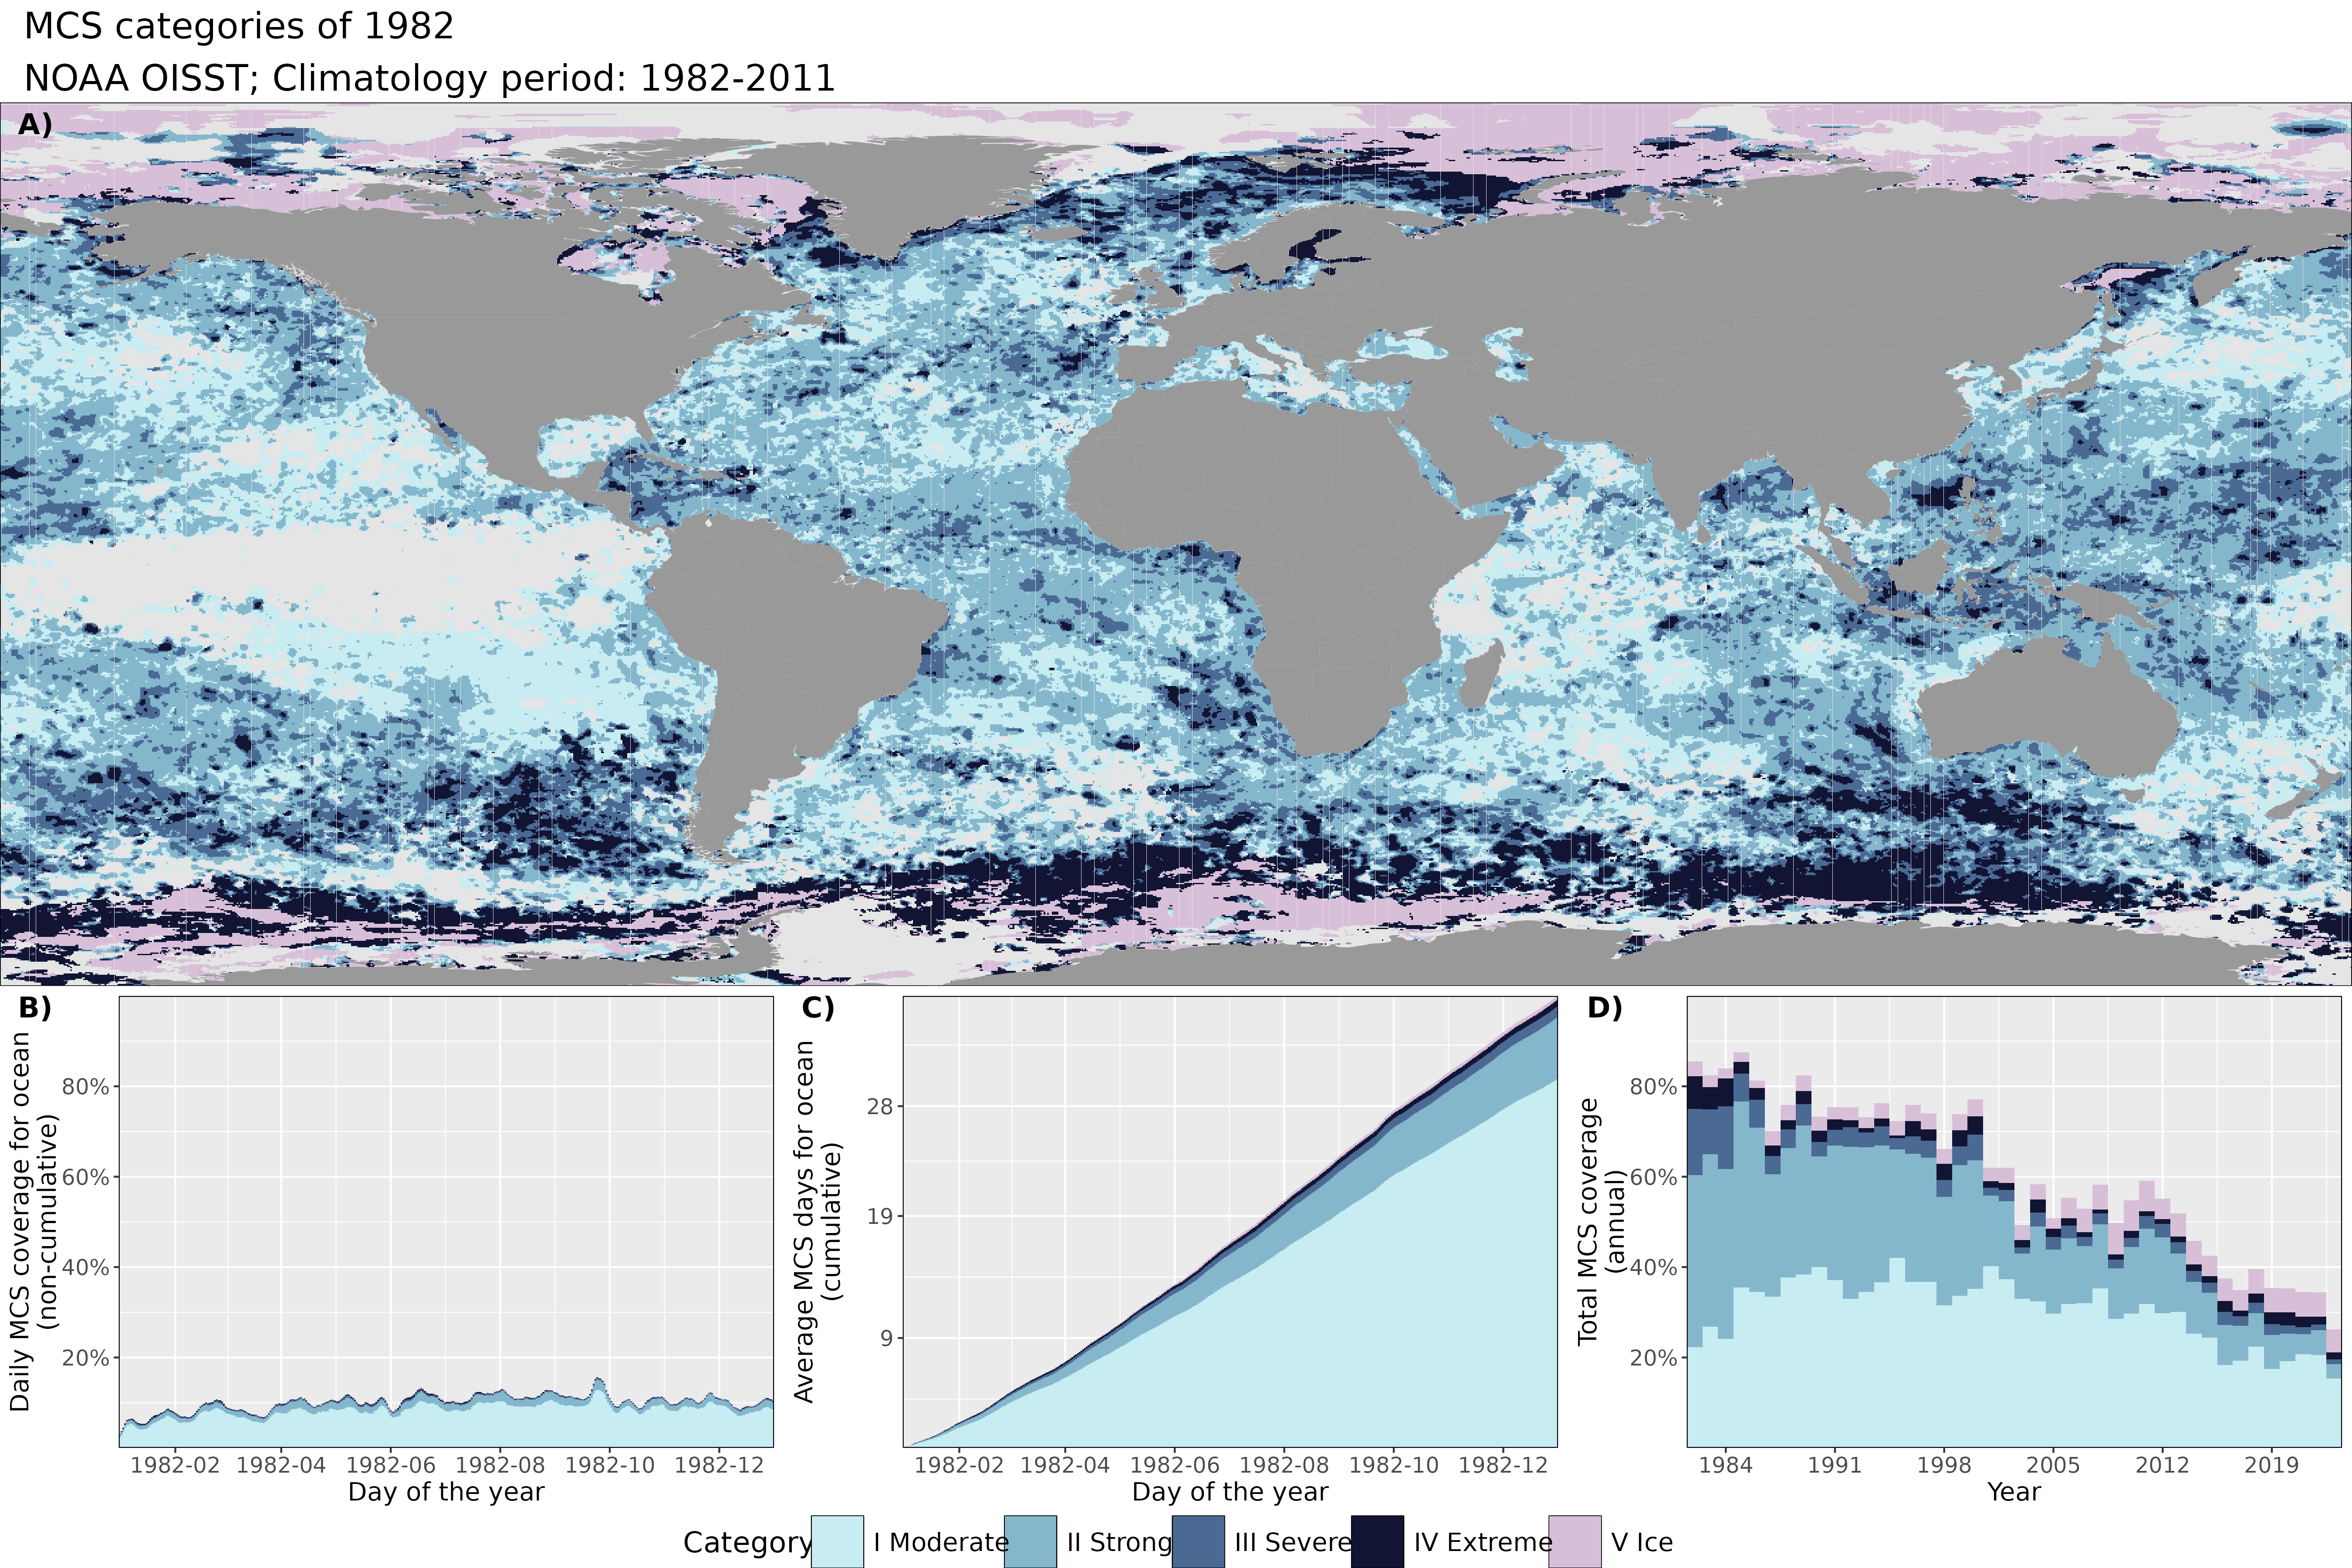 MCS categories of 1982
NOAA OISST; Climatology period: 1982-2011
A)
B)
Daily MCS coverage for ocean
(non-cumulative)
80%
60%
40%
20%
1982-02 1982-04 1982-06 1982-08 1982-10 1982-12
Day of the year
C)
Average MCS days for ocean
(cumulative)
28
19
9
1982-02 1982-04 1982-06 1982-08 1982-10 1982-12
Day of the year
D)
Total MCS coverage
(annual)
80%
60%
40%
20%
1984 1991 1998 2005 2012 2019
Year
Category I Moderate II Strong III Severe IV Extreme V Ice